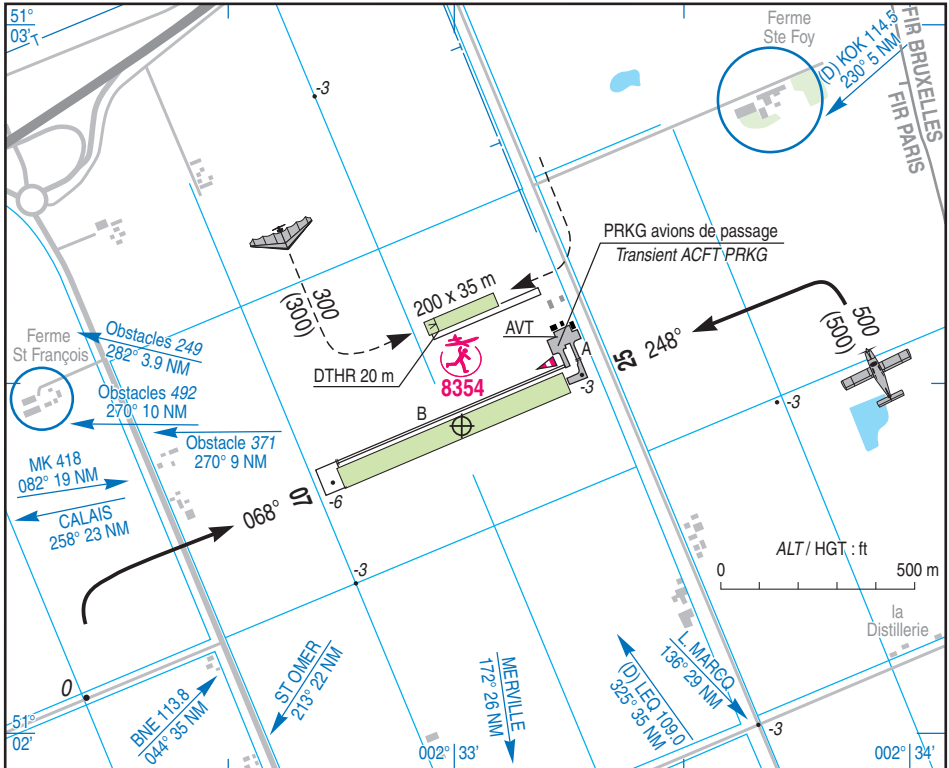 51°
03'
T
-3
Ferme
Ste Foy
(D) KOK 114.5
230° 5 NM
FIR BRUXELLES
FIR PARIS
T
T
PRKG avions de passage
Transient ACFT PRKG
300
(300)
200 x 35 m
AVT
A
DTHR 20 m
8354
-3
25
248°
500
(500)
-3
Ferme
St François
Obstacles 249
282° 3.9 NM
Obstacles 492
270° 10 NM
Obstacle 371
270° 9 NM
MK 418
082° 19 NM
CALAIS
258° 23 NM
B
-6
07
068°
-3
ALT / HGT : ft
0
500 m
la
Distillerie
0
51°
02'
BNE 113.8
044° 35 NM
ST OMER
213° 22 NM
MERVILLE
172° 26 NM
(D) LEQ 109.0
325° 35 NM
L. MARCQ
136° 29 NM
-3
002° 33'
002° 34'